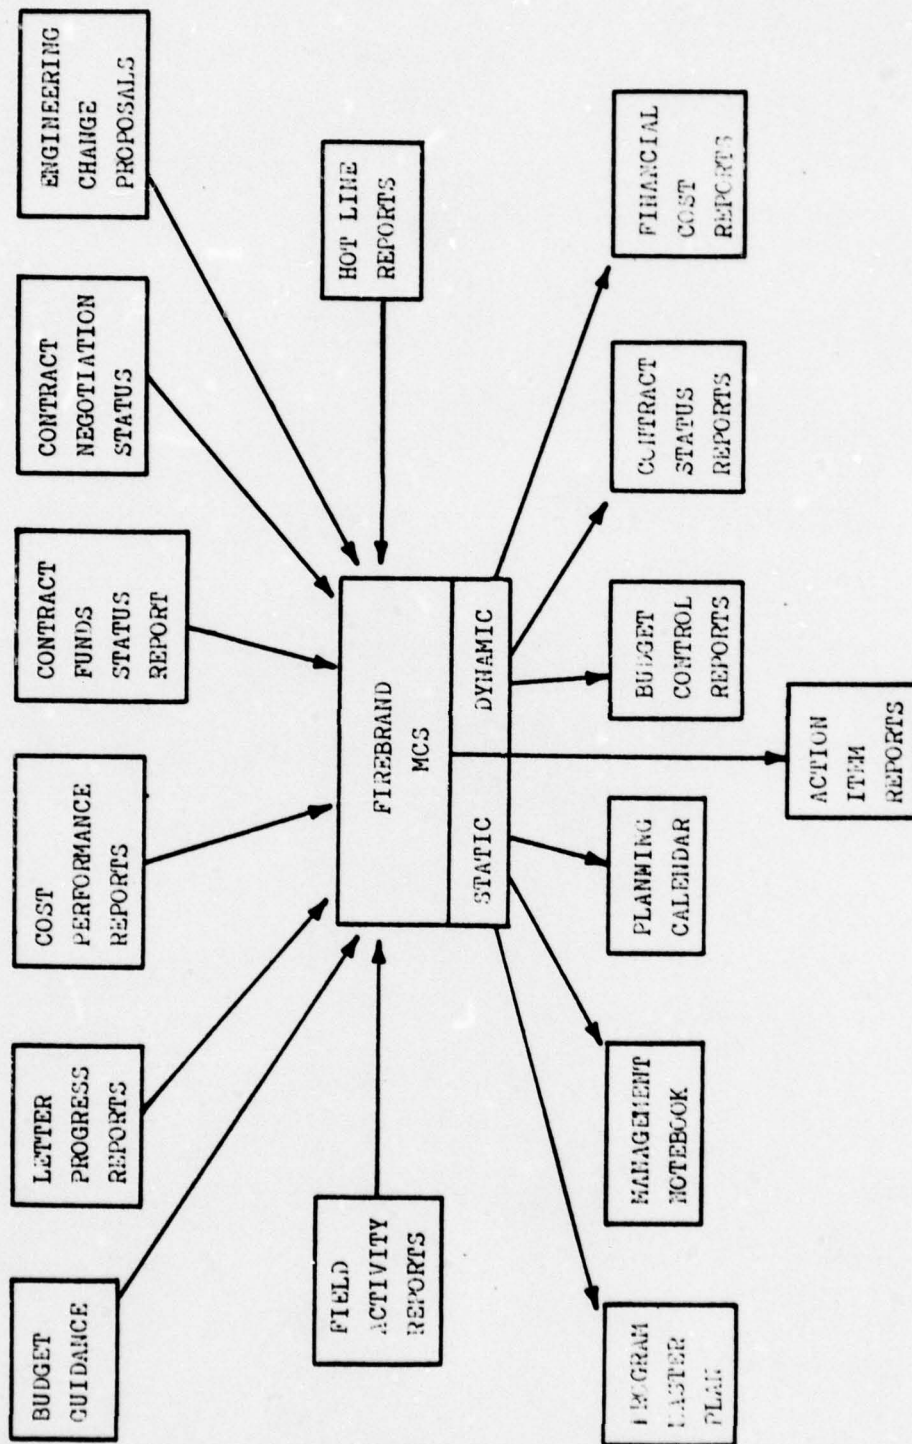 BUDGET
GUIDANCE
LETTER
PROGRESS
REPORTS
COST
PERFORMANCE
REPORTS
CONTRACT
FUNDS
STATUS
REPORT
CONTRACT
NEGOTIATION
STATUS
ENGINEERING
CHANGE
PROPOSALS
FIELD
ACTIVITY
REPORTS
FIREBRAND
MCS
STATIC
DYNAMIC
HOT LINE
REPORTS
PROGRAM
MASTER
PLAN
MANAGEMENT
NOTEBOOK
PLANNING
CALENDAR
BUDGET
CONTROL
REPORTS
CONTRACT
STATUS
REPORTS
FINANCIAL
COST
REPORTS
ACTION
ITEM
REPORTS